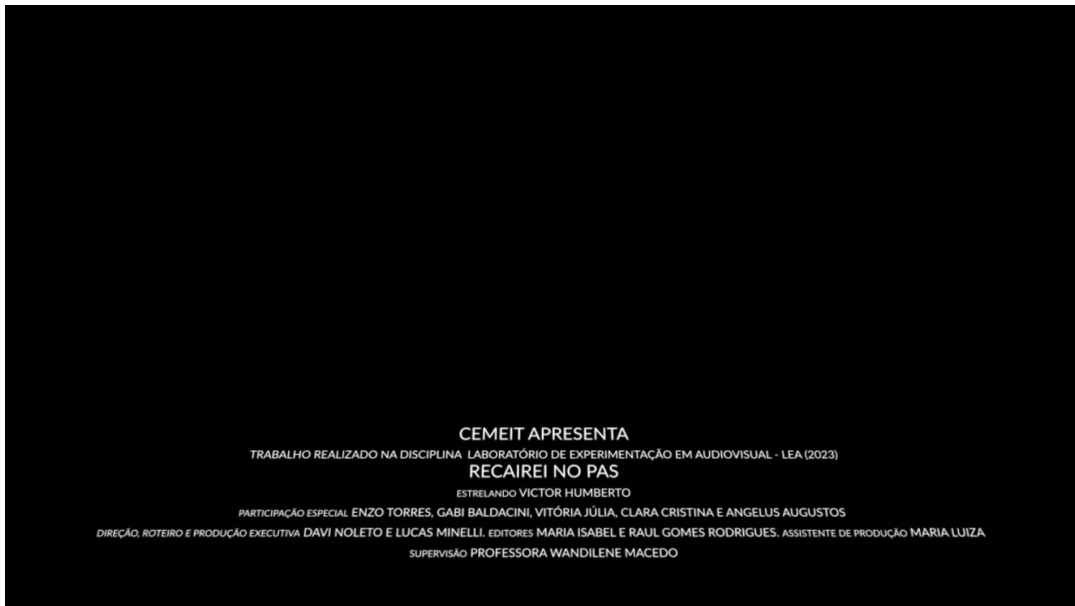 CEMEIT APRESENTA
TRABALHO REALIZADO NA DISCIPLINA LABORATÓRIO DE EXPERIMENTAÇÃO EM AUDIOVISUAL - LEA (2023)
RECAIREI NO PAS
ESTRELANDO VICTOR HUMBERTO
PARTICIPAÇÃO ESPECIAL ENZO TORRES, GABI BALDACINI, VITÓRIA JÚLIA, CLARA CRISTINA E ANGELUS AUGUSTOS
DIREÇÃO, ROTEIRO E PRODUÇÃO EXECUTIVA DAVI NOLETO E LUCAS MINELLI. EDITORES MARIA ISABEL E RAUL GOMES RODRIGUES. ASSISTENTE DE PRODUÇÃO MARIA LUIZA
SUPERVISÃO PROFESSORA WANDILENE MACEDO